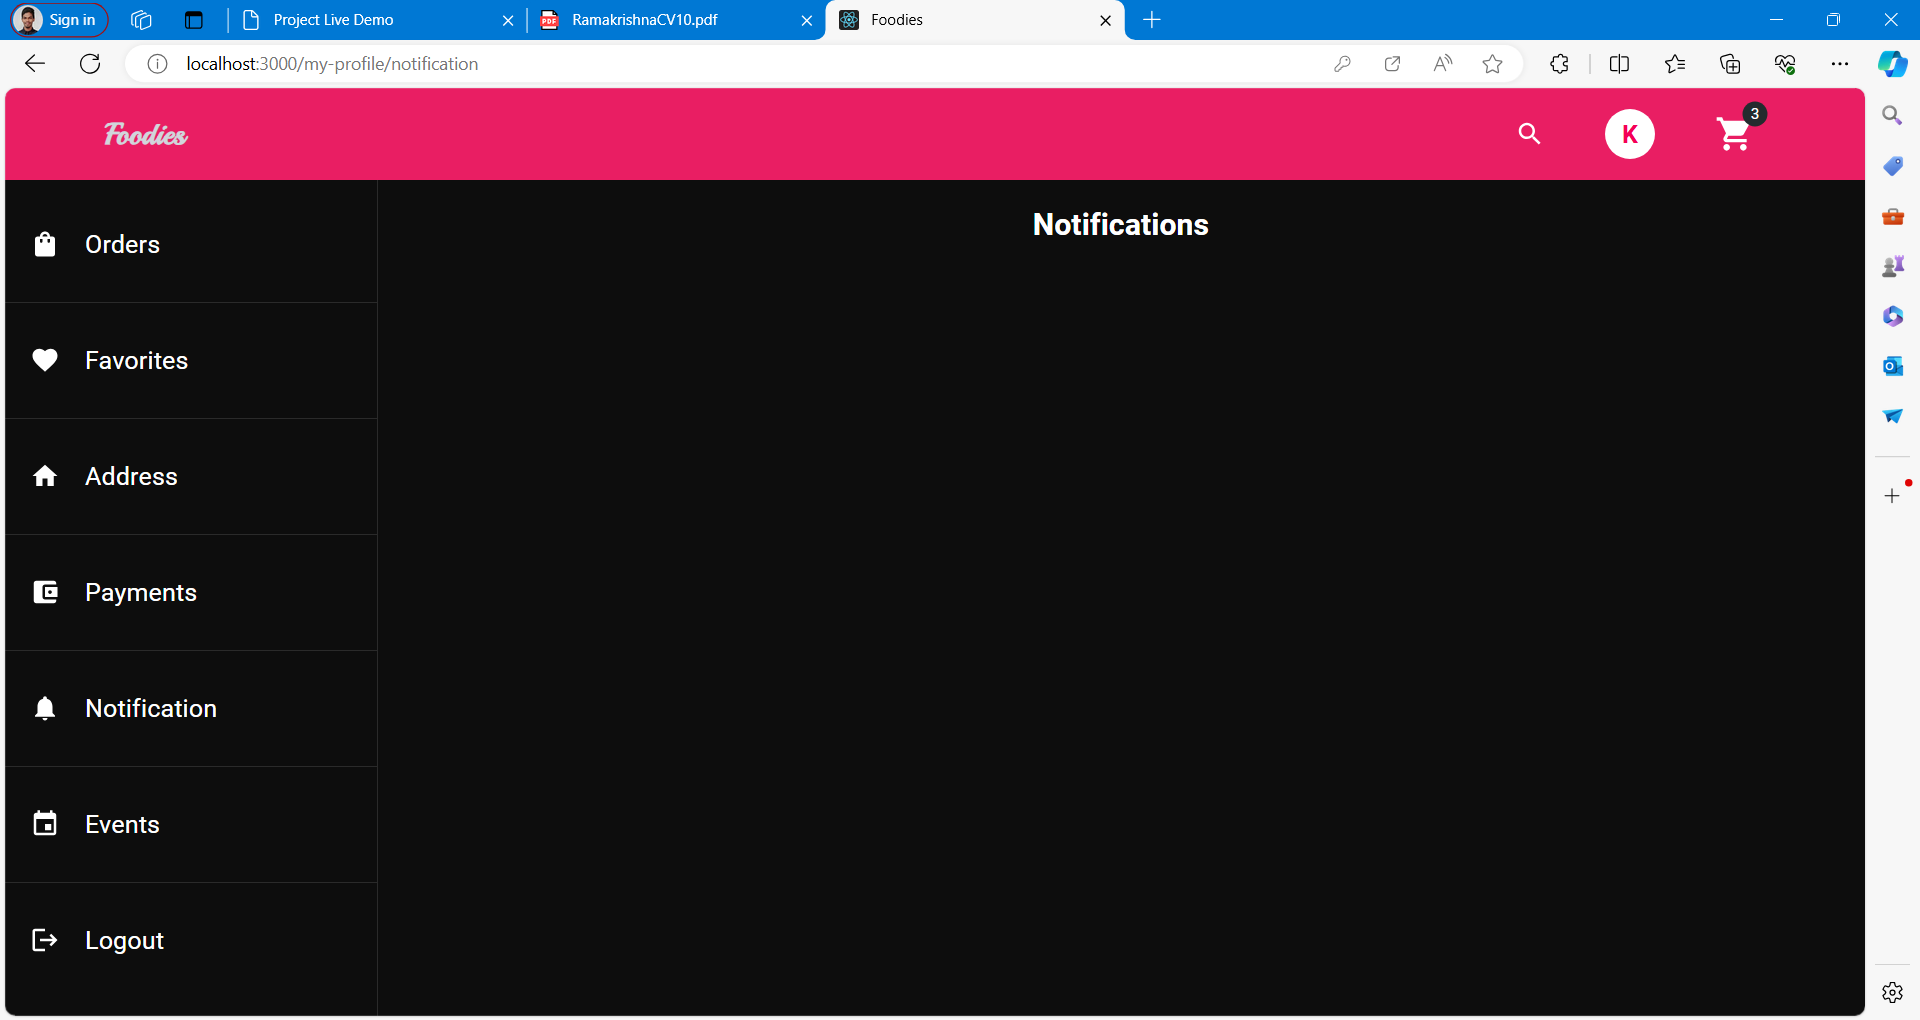 Sign in
Project Live Demo
RamakrishnaCV10.pdf
Foodies
localhost:3000/my-profile/notification
Foodies
K
3
Notifications
Orders
Favorites
Address
Payments
Notification
Events
Logout